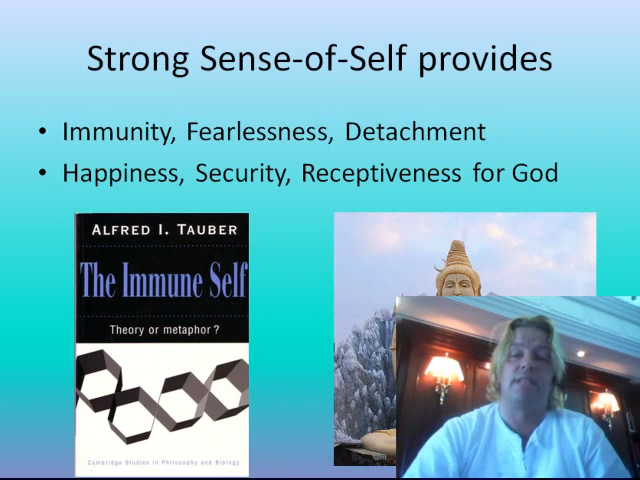 Strong Sense-of-Self provides
• Immunity, Fearlessness, Detachment
• Happiness, Security, Receptiveness for God
ALFRED I. TAUBER
The Immune Self
Theory or metaphor?
Cambridge Studies in Philosophy and Biology